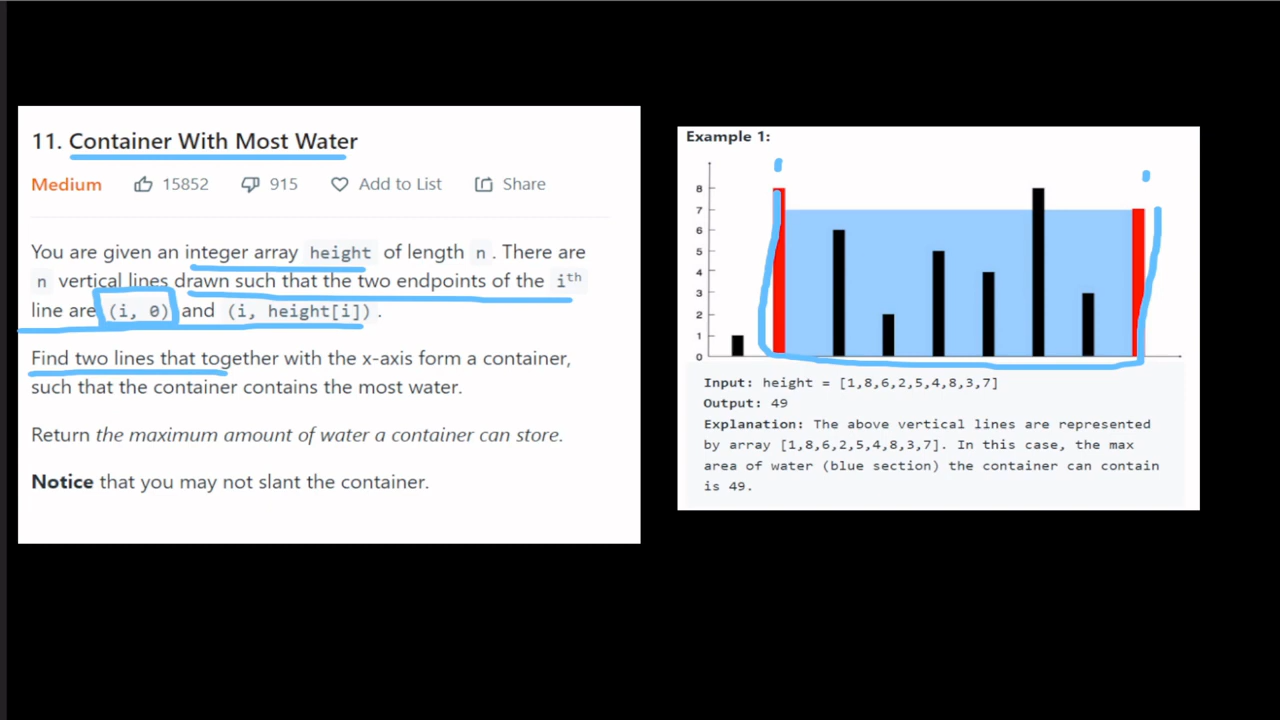 11. Container With Most Water
Medium 15852 915 Add to List Share
You are given an integer array height of length n. There are
n vertical lines drawn such that the two endpoints of the ith
line are (i, 0) and (i, height[i]).
Find two lines that together with the x-axis form a container,
such that the container contains the most water.
Return the maximum amount of water a container can store.
Notice that you may not slant the container.
Example 1:
8
7
6
5
4
3
2
1
0
Input: height = [1,8,6,2,5,4,8,3,7]
Output: 49
Explanation: The above vertical lines are represented
by array [1,8,6,2,5,4,8,3,7]. In this case, the max
area of water (blue section) the container can contain
is 49.